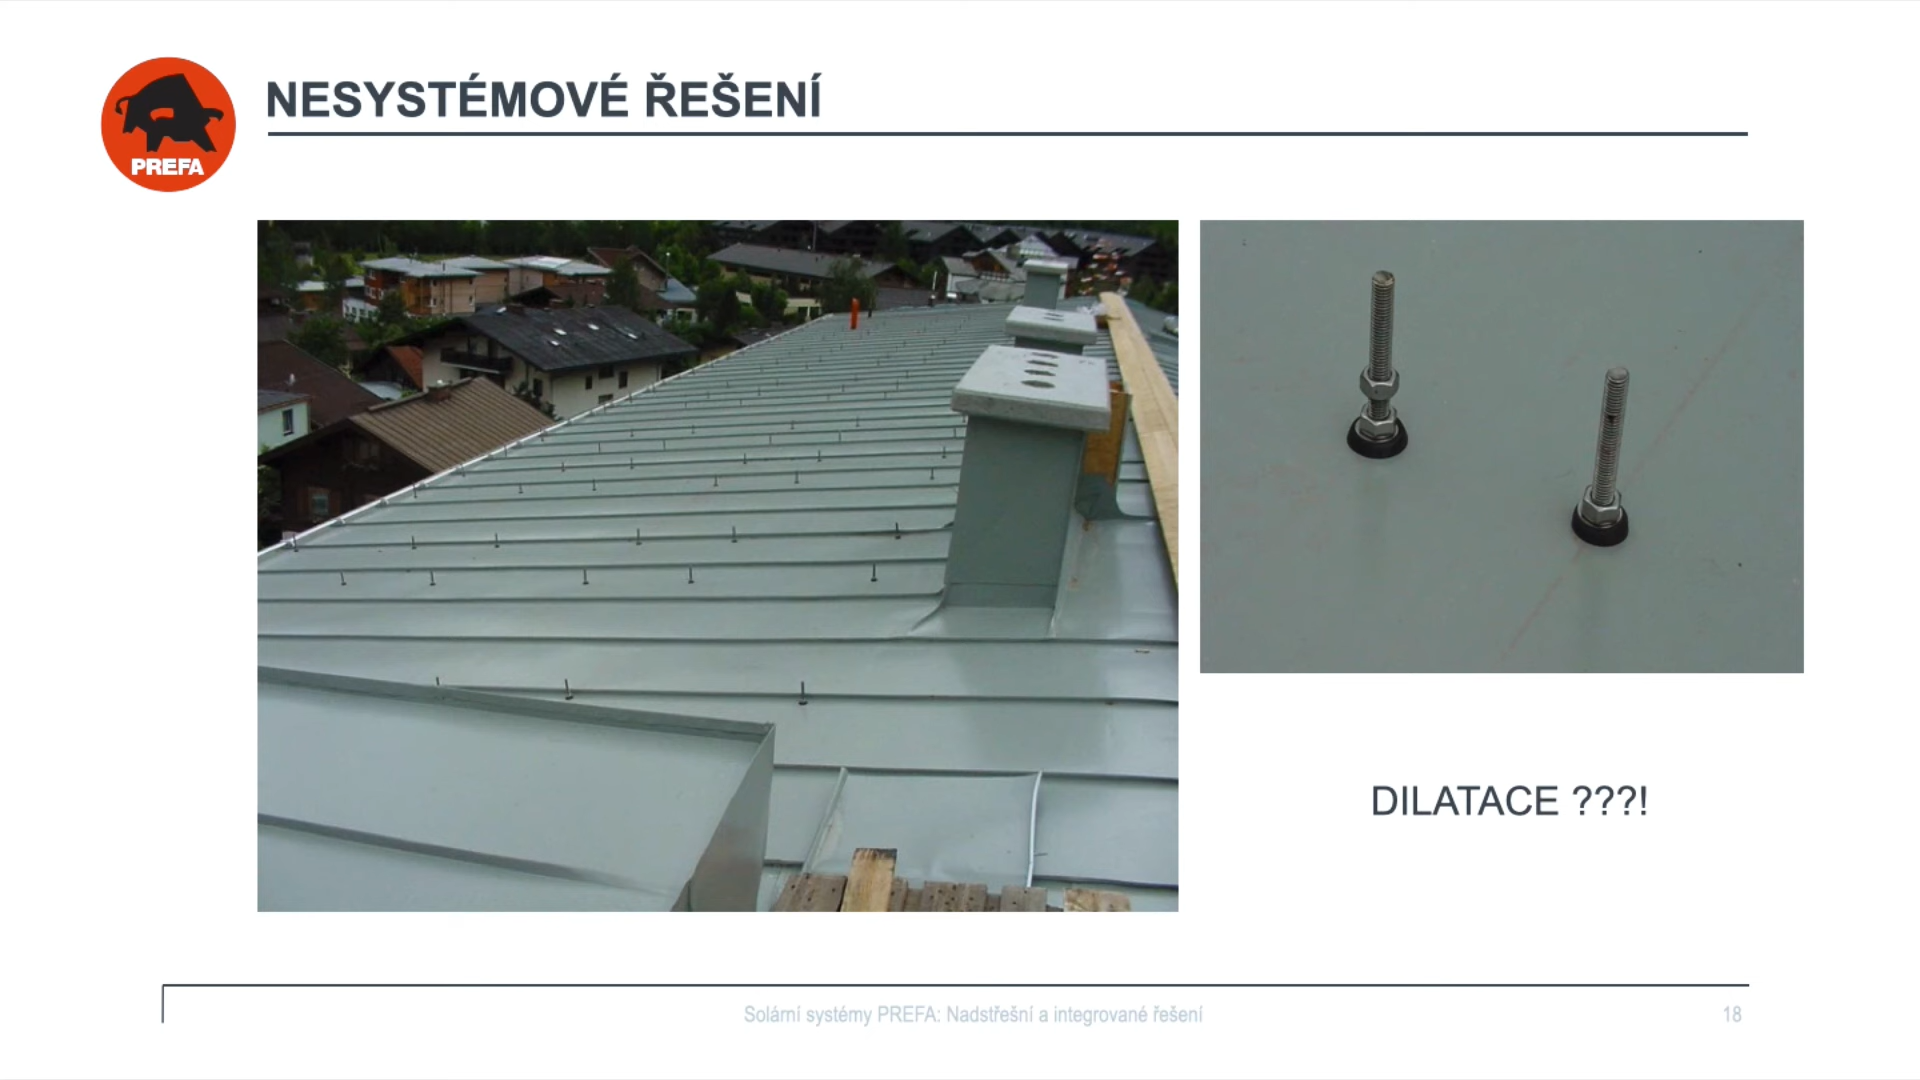 PREFA
NESYSTÉMOVÉ ŘEŠENÍ
DILATACE ???!
Solární systémy PREFA: Nadstřešní a integrované řešení
18